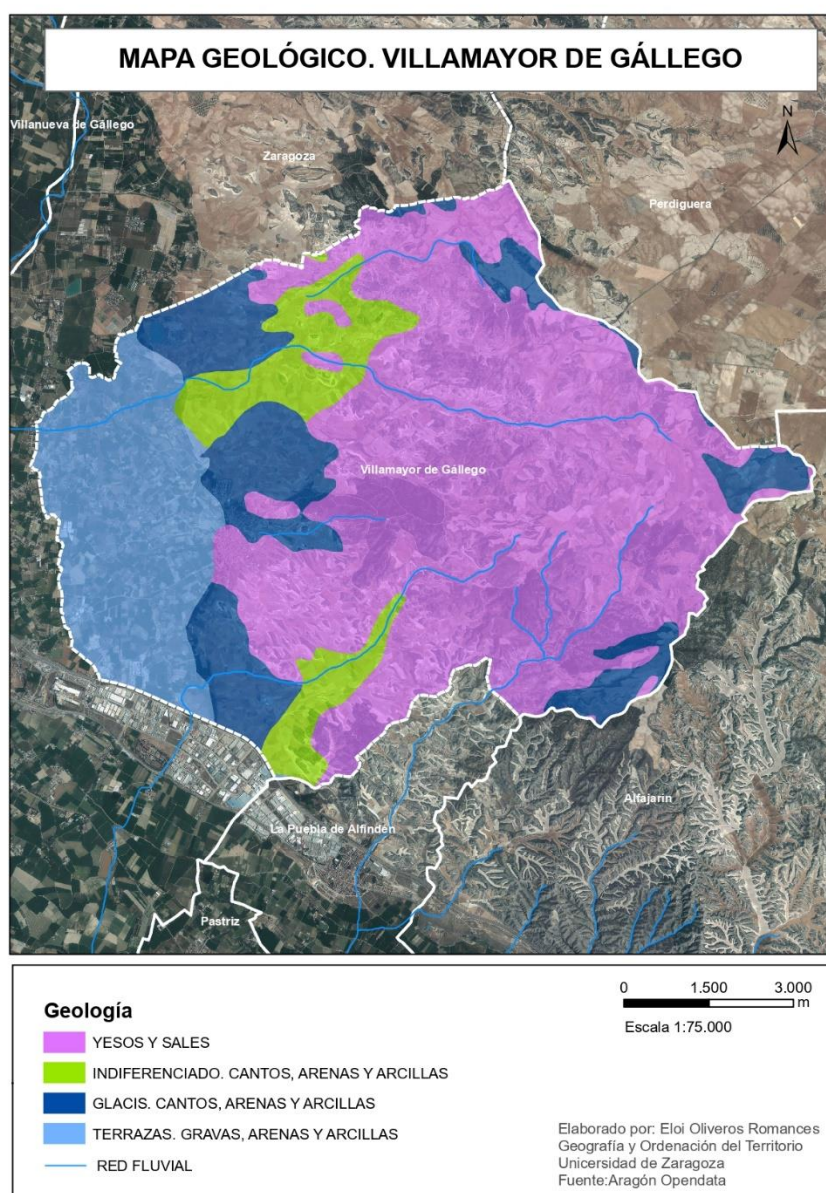 MAPA GEOLÓGICO. VILLAMAYOR DE GÁLLEGO
Villanueva de Gállego
Zaragoza
N
Perdiguera
Villamayor de Gállego
Alfajarín
La Puebla de Alfindén
Pastriz
Geología
YESOS Y SALES
INDIFERENCIADO. CANTOS, ARENAS Y ARCILLAS
GLACIS. CANTOS, ARENAS Y ARCILLAS
TERRAZAS. GRAVAS, ARENAS Y ARCILLAS
RED FLUVIAL
0 1.500 3.000
m
Escala 1:75.000
Elaborado por: Eloi Oliveros Romances
Geografía y Ordenación del Territorio
Unicersidad de Zaragoza
Fuente:Aragón Opendata